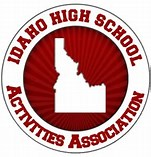 IDAHO HIGH SCHOOL
ACTIVITIES ASSOCIATION